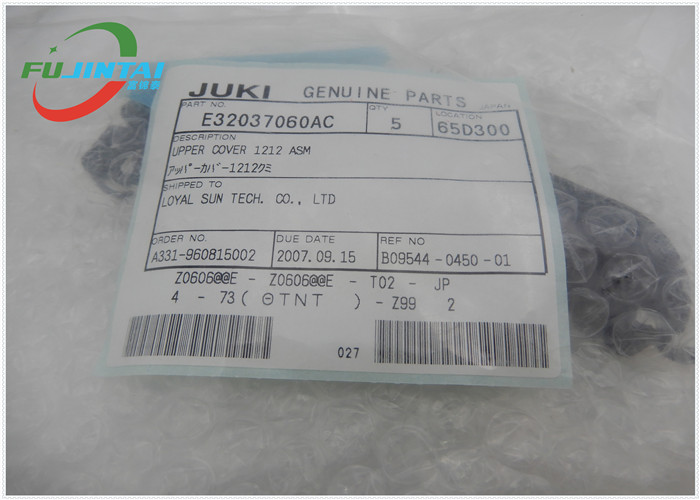 FUJINTAI
JUKI GENUINE PARTS JAPAN
PART NO. QTY LOCATION
E32037060AC 5 65D300
DESCRIPTION
UPPER COVER 1212 ASM
アッパーカバー1212クミ
SHIPPED TO
LOYAL SUN TECH. CO., LTD
ORDER NO. DUE DATE REF NO.
A331-960815002 2007.09.15 B09544-0450-01
Z0606@@E - Z0606@@E - T02 - JP
4 - 73(ΘTNT ) -Z99 2
027